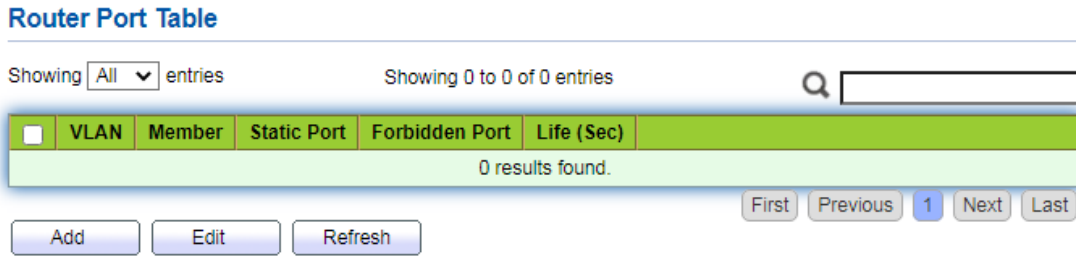 Router Port Table
Showing All entries Showing 0 to 0 of 0 entries
VLAN Member Static Port Forbidden Port Life (Sec)
0 results found.
First Previous 1 Next Last
Add Edit Refresh